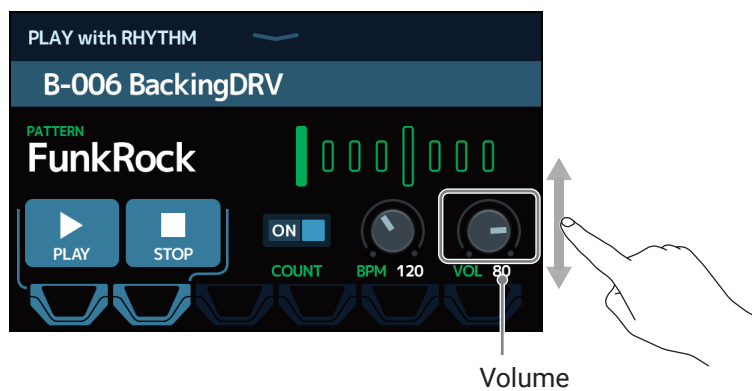 PLAY with RHYTHM
B-006 BackingDRV
PATTERN
FunkRock
PLAY
STOP
ON
COUNT
BPM 120
VOL 80
Volume